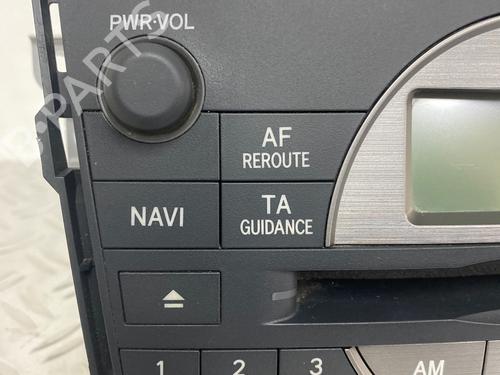 PWR·VOL
AF
REROUTE
NAVI
TA
GUIDANCE
1 2 3 AM